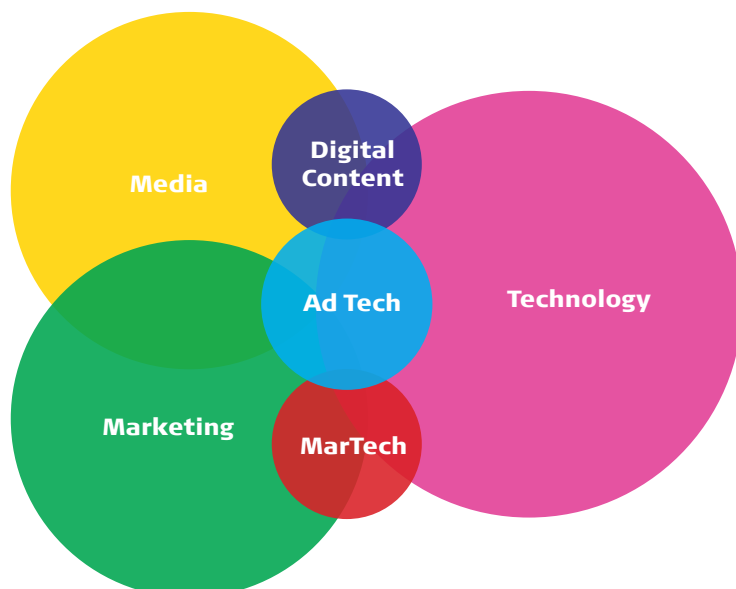 Digital
Content
Media
Ad Tech
Technology
Marketing
MarTech